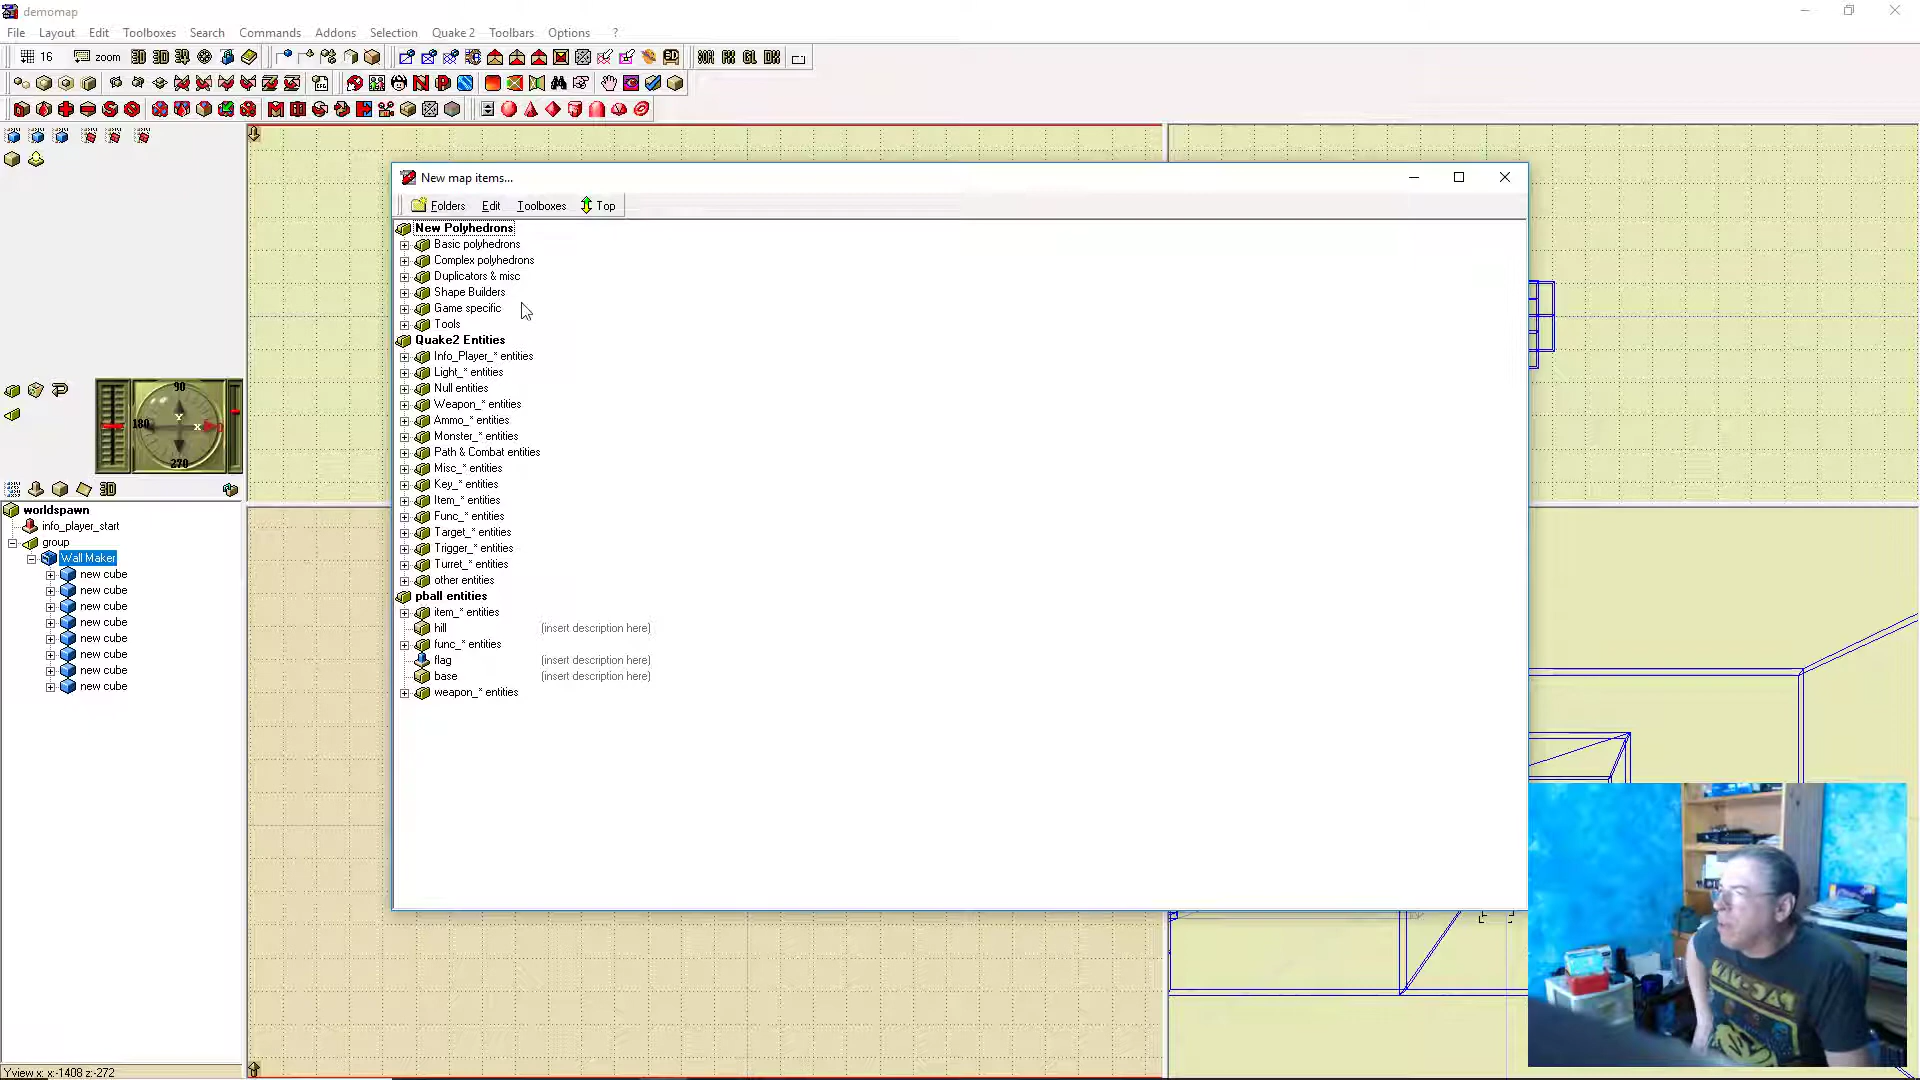 demomap
File Layout Edit Toolboxes Search Commands Addons Selection Quake 2 Toolbars Options ?
16 zoom 3D 3D
New map items...
Folders Edit Toolboxes Top
New Polyhedrons
Basic polyhedrons
Complex polyhedrons
Duplicators & misc
Shape Builders
Game specific
Tools
Quake2 Entities
Info_Player_* entities
Light_* entities
Null entities
Weapon_* entities
Ammo_* entities
Monster_* entities
Path & Combat entities
Misc_* entities
Key_* entities
Item_* entities
Func_* entities
Target_* entities
Trigger_* entities
Turret_* entities
other entities
pball entities
item_* entities
hill (insert description here)
func_* entities
flag (insert description here)
base (insert description here)
weapon_* entities
90
Y
180 X
270
3D
worldspawn
info_player_start
group
Wall Maker
new cube
new cube
new cube
new cube
new cube
new cube
new cube
new cube
Yview x: x:-1408 z:-272